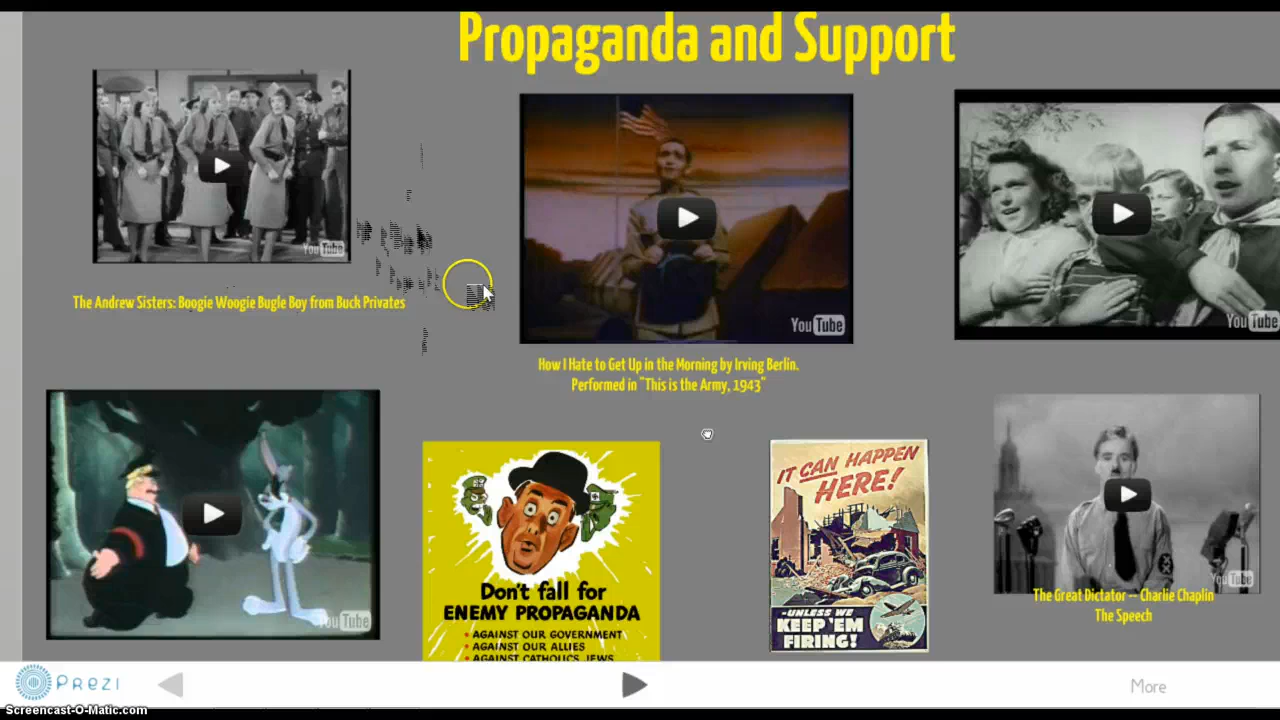 Propaganda and Support
YouTube
The Andrew Sisters: Boogie Woogie Bugle Boy from Buck Privates
YouTube
How I Hate to Get Up in the Morning by Irving Berlin.
Performed in "This is the Army, 1943"
YouTube
YouTube
Don't fall for
ENEMY PROPAGANDA
• AGAINST OUR GOVERNMENT
• AGAINST OUR ALLIES
• AGAINST CATHOLICS JEWS
IT CAN HAPPEN
HERE!
-UNLESS WE
KEEP 'EM
FIRING!
YouTube
The Great Dictator -- Charlie Chaplin
The Speech
Prezi
More
Screencast-O-Matic.com